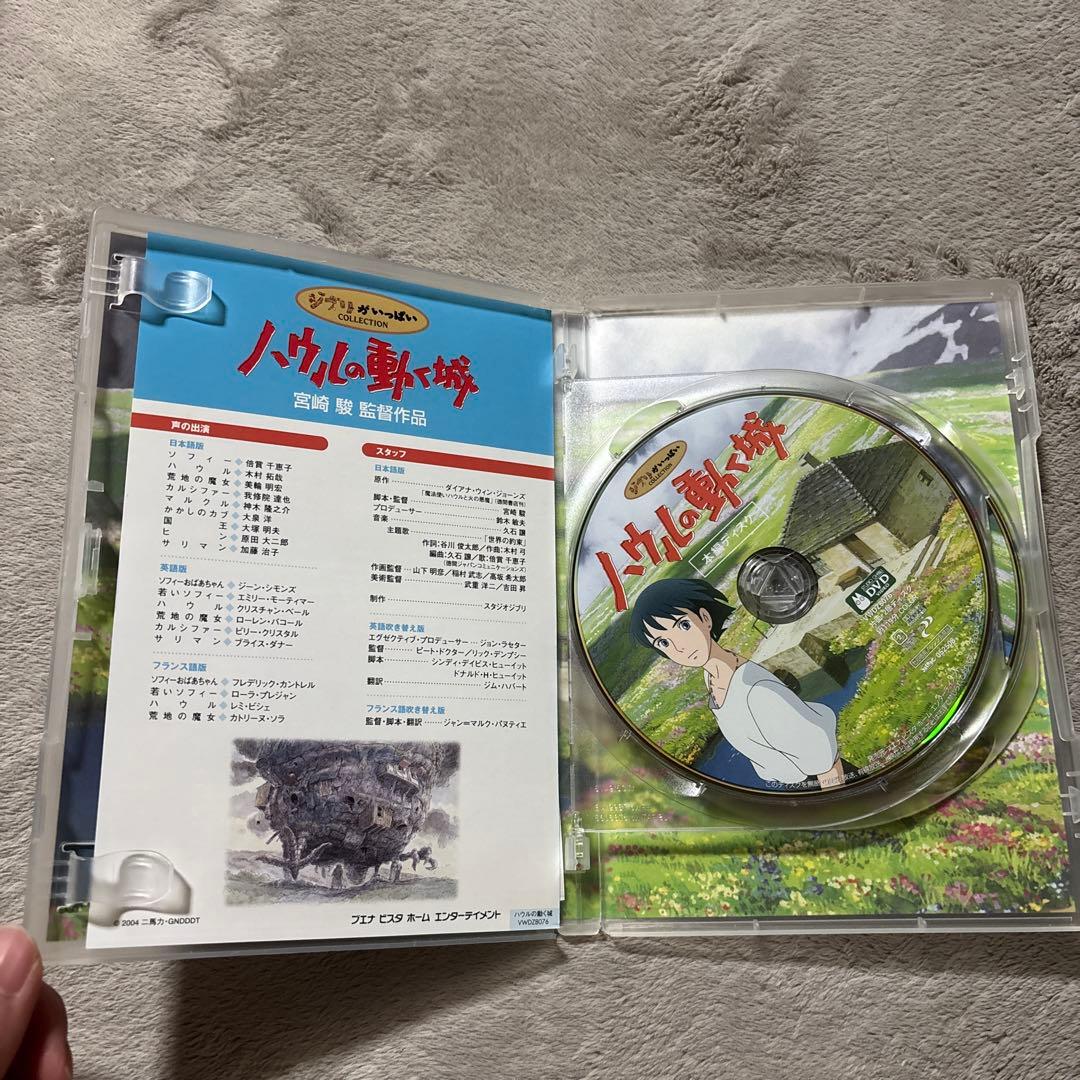 ジブリがいっぱい
COLLECTION
ハウルの動く城
宮崎 駿 監督作品
声の出演
日本語版
ソフィー◆倍賞 千恵子
ハウル◆木村 拓哉
荒地の魔女◆美輪 明宏
カルシファー◆我修院 達也
マルクル◆神木 隆之介
かかしのカブ◆大泉 洋
国王◆大塚 明夫
ヒン◆原田 大二郎
サリマン◆加藤 治子
英語版
ソフィーおばあちゃん◆ジーン・シモンズ
若いソフィー◆エミリー・モーティマー
ハウル◆クリスチャン・ベール
荒地の魔女◆ローレン・バコール
カルシファー◆ビリー・クリスタル
サリマン◆ブライス・ダナー
フランス語版
ソフィーおばあちゃん◆フレデリック・カントレル
若いソフィー◆ローラ・プレジャン
ハウル◆レミ・ビシェ
荒地の魔女◆カトリーヌ・ソラ
スタッフ
日本語版
原作 ダイアナ・ウィン・ジョーンズ
「魔法使いハウルと火の悪魔」(徳間書店刊)
脚本・監督 宮崎 駿
プロデューサー 鈴木 敏夫
音楽 久石 譲
主題歌 「世界の約束」
作詞:谷川 俊太郎/作曲:木村 弓
編曲:久石 譲/歌:倍賞 千恵子
(徳間ジャパンコミュニケーションズ)
作画監督 山下 明彦/稲村 武志/高坂 希太郎
美術監督 武重 洋二/吉田 昇
制作 スタジオジブリ
英語吹き替え版
エグゼクティブ・プロデューサー … ジョン・ラセター
監督 ピート・ドクター/リック・デンプシー
脚本 シンディ・デイビス・ヒューイット
ドナルド・H・ヒューイット
翻訳 ジム・ハバート
フランス語吹き替え版
監督・脚本・翻訳 ジャン=マルク・パヌティエ
© 2004 二馬力・GNDDDT
ブエナ ビスタ ホーム エンターテイメント
ハウルの動く城
VWDZ8076
ジブリがいっぱい
COLLECTION
ハウルの動く城
本編ディスク
DVD